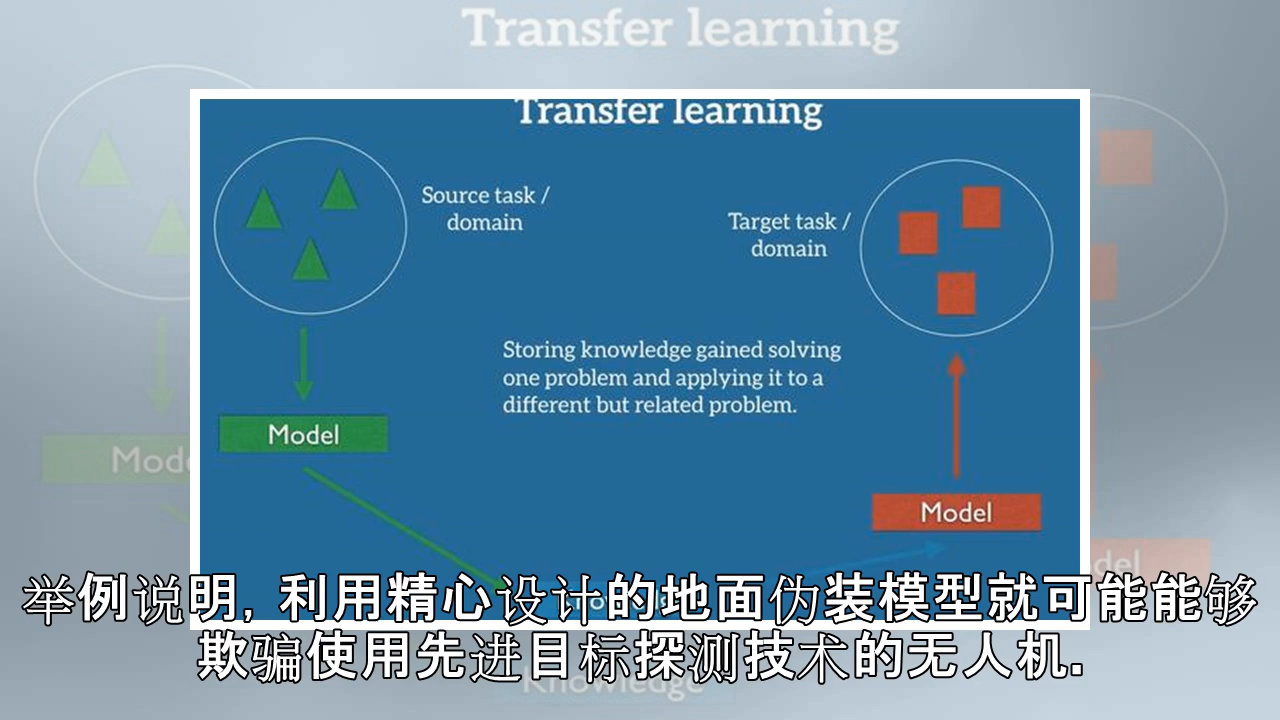 Transfer learning
Transfer learning
Source task /
domain
Target task /
domain
Storing knowledge gained solving
one problem and applying it to a
different but related problem.
Model
Model
举例说明, 利用精心设计的地面伪装模型就可能能够
欺骗使用先进目标探测技术的无人机.
Knowledge